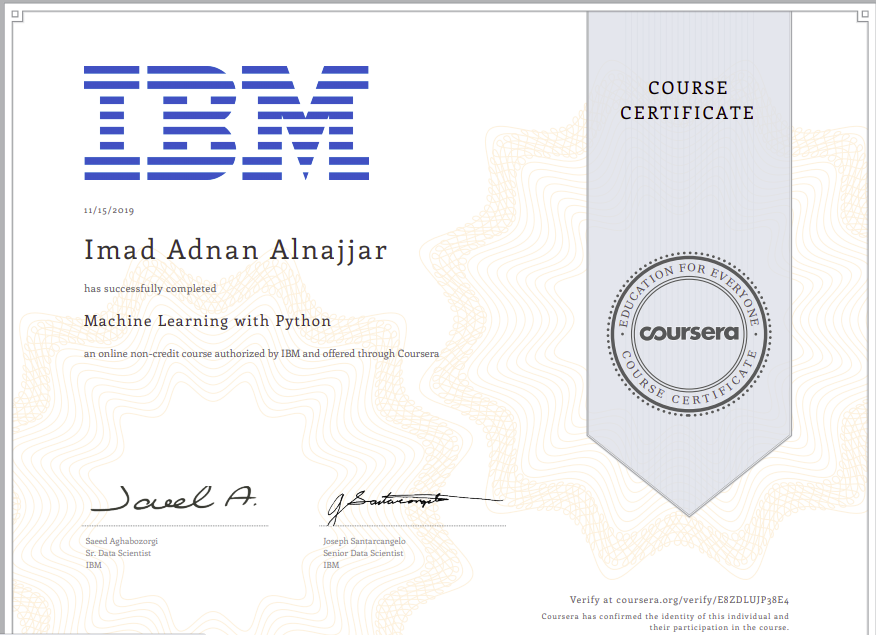 IBM
COURSE
CERTIFICATE
11/15/2019
Imad Adnan Alnajjar
has successfully completed
Machine Learning with Python
an online non-credit course authorized by IBM and offered through Coursera
EDUCATION FOR EVERYONE
coursera
COURSE CERTIFICATE
Saeed Aghabozorgi
Sr. Data Scientist
IBM
J Santarcangelo
Joseph Santarcangelo
Senior Data Scientist
IBM
Verify at coursera.org/verify/E8ZDLUJP38E4
Coursera has confirmed the identity of this individual and
their participation in the course.